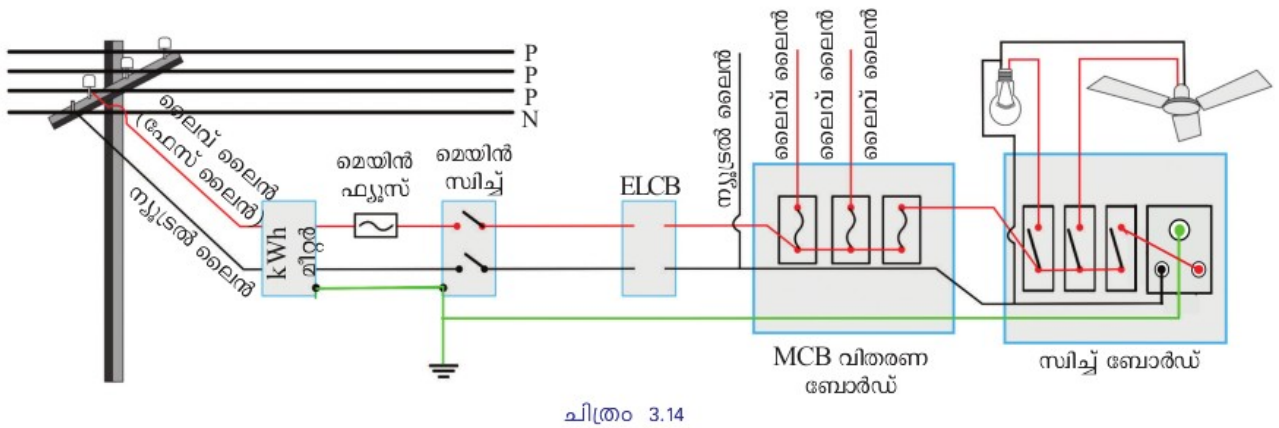 P
P
P
N
ലൈവ് ലൈൻ
(ഫേസ് ലൈൻ)
ന്യൂട്രൽ ലൈൻ
kWh
മീറ്റർ
മെയിൻ
ഫ്യൂസ്
മെയിൻ
സ്വിച്ച്
ELCB
ന്യൂട്രൽ ലൈൻ
ലൈവ് ലൈൻ
ലൈവ് ലൈൻ
ലൈവ് ലൈൻ
MCB വിതരണ
ബോർഡ്
സ്വിച്ച് ബോർഡ്
ചിത്രം 3.14